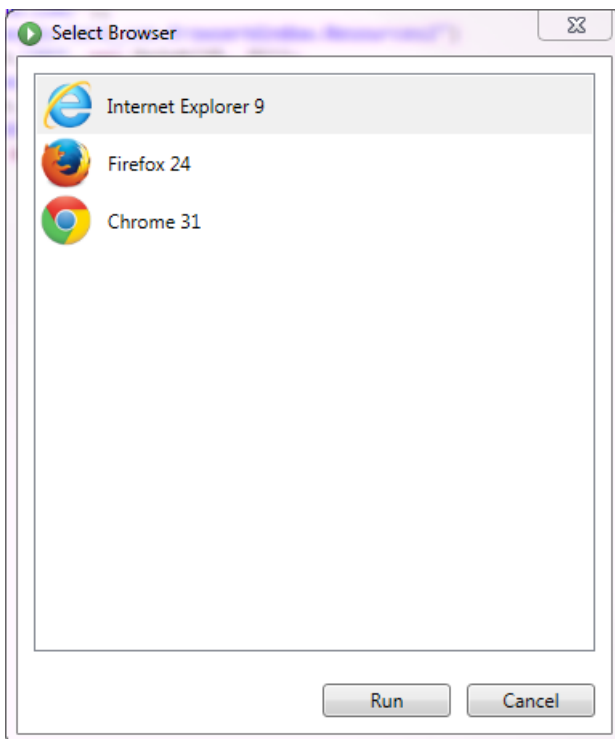 Select Browser
Internet Explorer 9
Firefox 24
Chrome 31
Run
Cancel